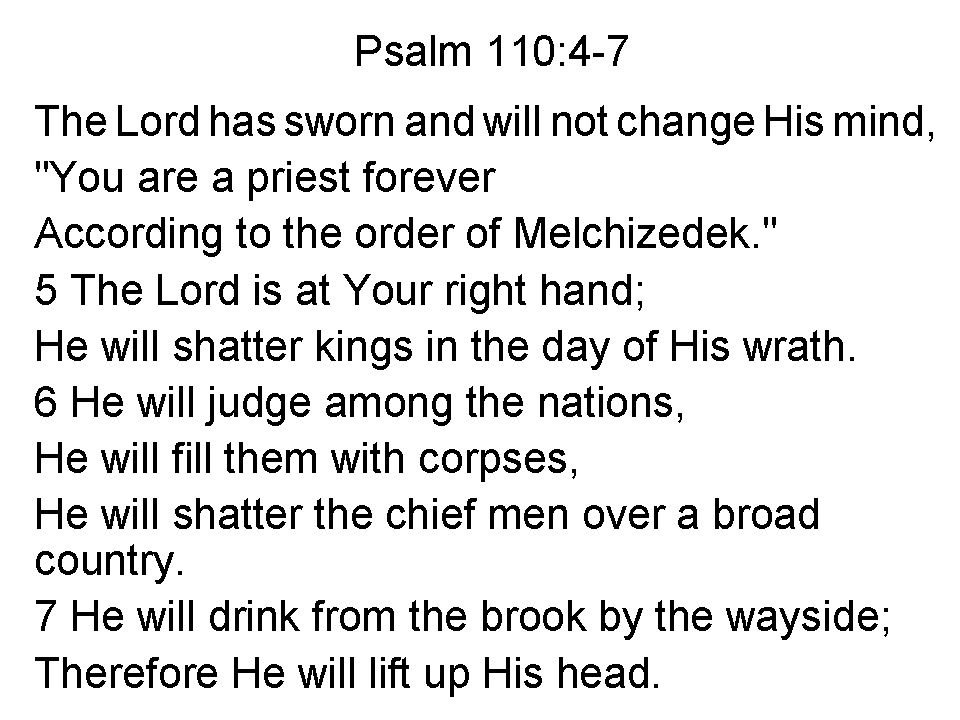 Psalm 110:4-7
The Lord has sworn and will not change His mind,
"You are a priest forever
According to the order of Melchizedek."
5 The Lord is at Your right hand;
He will shatter kings in the day of His wrath.
6 He will judge among the nations,
He will fill them with corpses,
He will shatter the chief men over a broad
country.
7 He will drink from the brook by the wayside;
Therefore He will lift up His head.